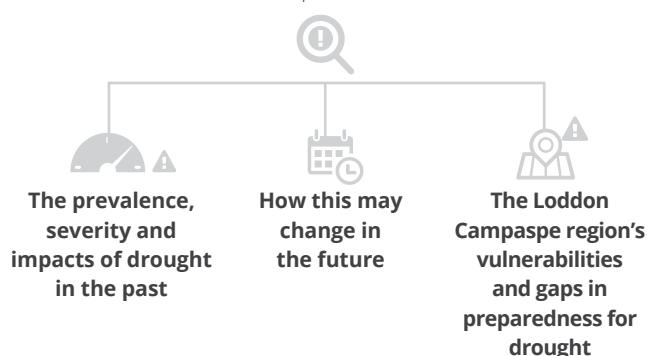 The prevalence,
severity and
impacts of drought
in the past
How this may
change in
the future
The Loddon
Campaspe region's
vulnerabilities
and gaps in
preparedness for
drought